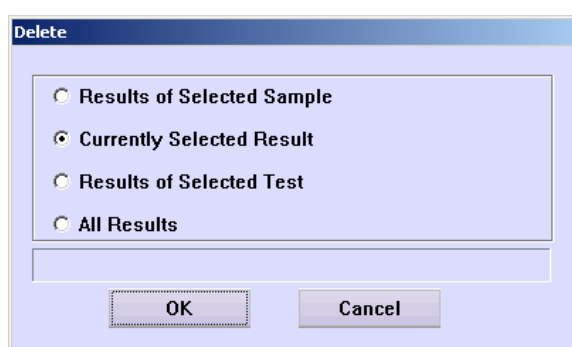 Delete
Results of Selected Sample
Currently Selected Result
Results of Selected Test
All Results
OK Cancel